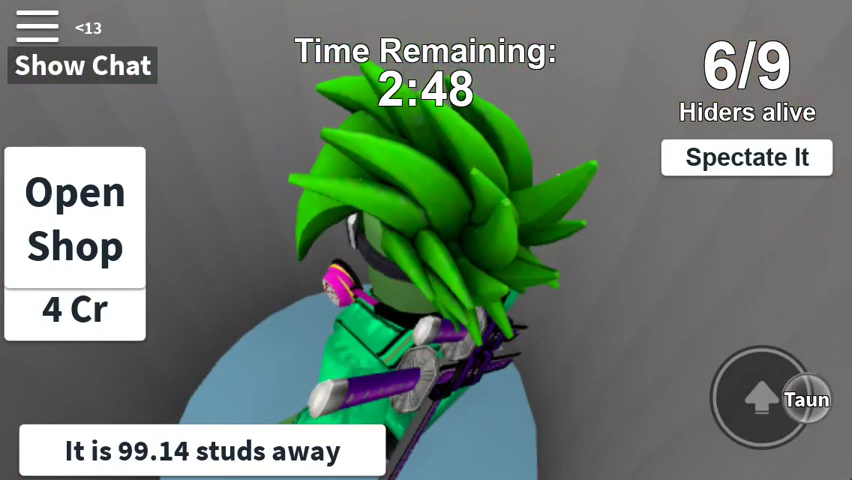 <13
Show Chat
Time Remaining:
2:48
6/9
Hiders alive
Spectate It
Open
Shop
4 Cr
Taun
It is 99.14 studs away